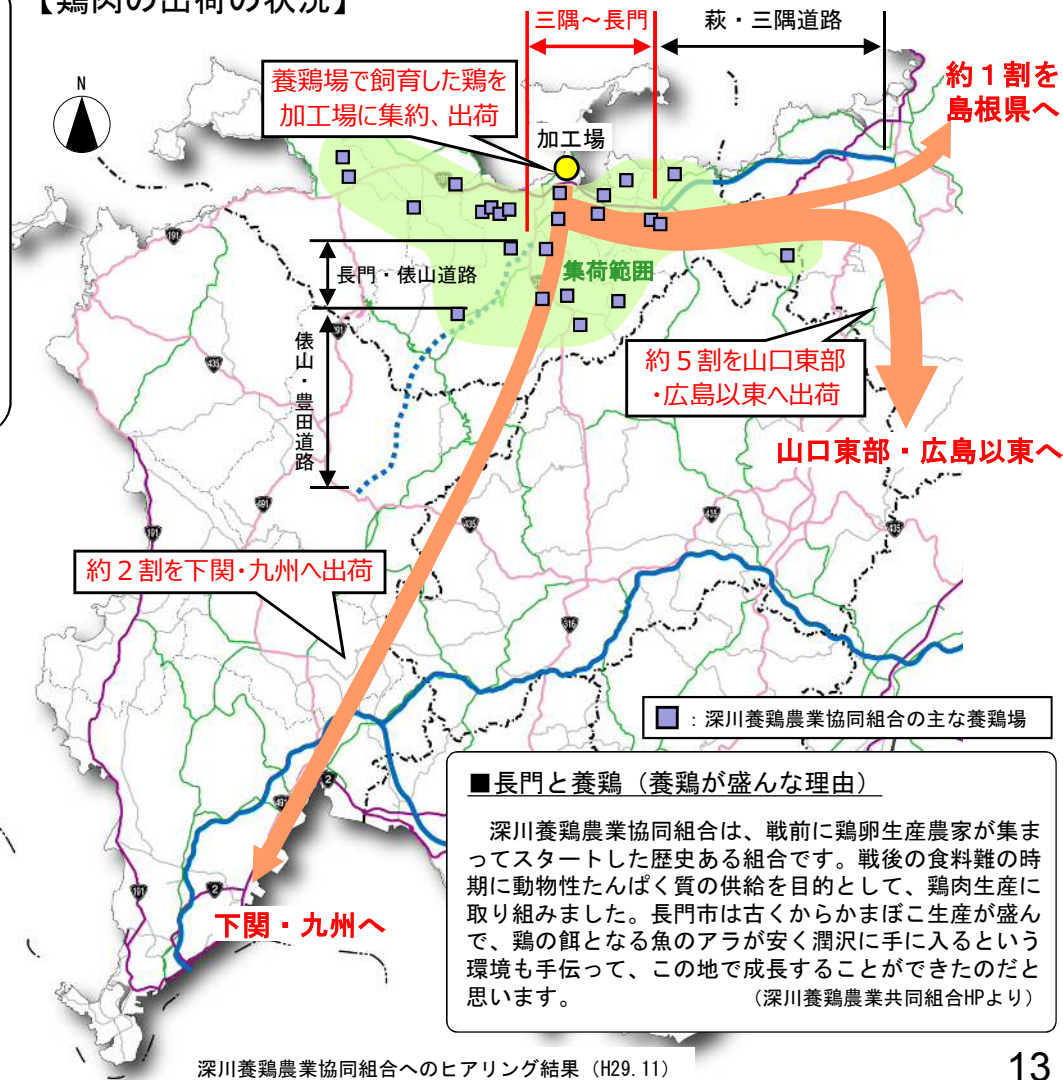 【鶏肉の出荷の状況】
三隅～長門
萩・三隅道路
N
養鶏場で飼育した鶏を
加工場に集約、出荷
約１割を
島根県へ
加工場
191
191
長門・俵山道路
集荷範囲
491
435
俵山・豊田道路
約５割を山口東部
・広島以東へ出荷
山口東部・広島以東へ
491
435
435
435
191
約２割を下関・九州へ出荷
316
：深川養鶏農業協同組合の主な養鶏場
2
491
191
2
下関・九州へ
■長門と養鶏（養鶏が盛んな理由）
深川養鶏農業協同組合は、戦前に鶏卵生産農家が集ま
ってスタートした歴史ある組合です。戦後の食料難の時
期に動物性たんぱく質の供給を目的として、鶏肉生産に
取り組みました。長門市は古くからかまぼこ生産が盛ん
で、鶏の餌となる魚のアラが安く潤沢に手に入るという
環境も手伝って、この地で成長することができたのだと
思います。　（深川養鶏農業共同組合HPより）
深川養鶏農業協同組合へのヒアリング結果（H29.11）
13